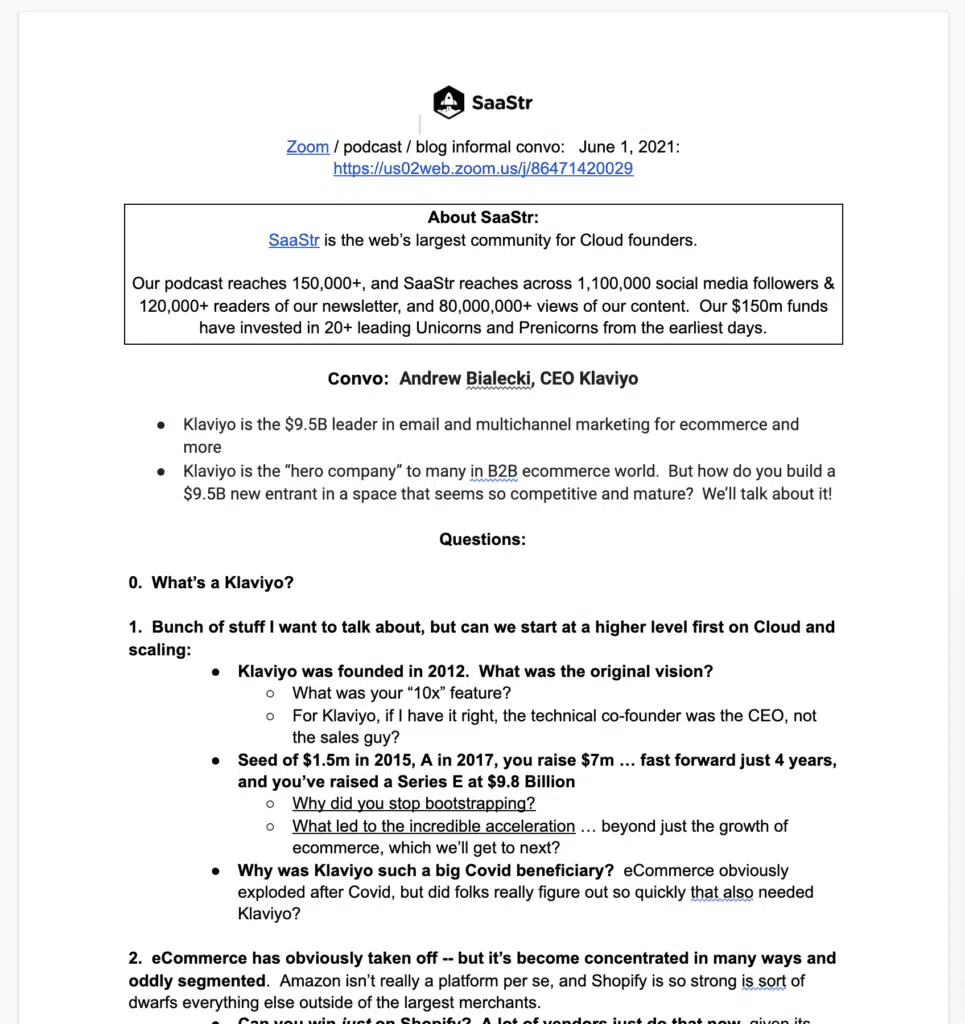 SaaStr
Zoom / podcast / blog informal convo:   June 1, 2021:
https://us02web.zoom.us/j/86471420029
About SaaStr:
SaaStr is the web's largest community for Cloud founders.
Our podcast reaches 150,000+, and SaaStr reaches across 1,100,000 social media followers &
120,000+ readers of our newsletter, and 80,000,000+ views of our content.  Our $150m funds
have invested in 20+ leading Unicorns and Prenicorns from the earliest days.
Convo:  Andrew Bialecki, CEO Klaviyo
● Klaviyo is the $9.5B leader in email and multichannel marketing for ecommerce and
more
● Klaviyo is the “hero company” to many in B2B ecommerce world.  But how do you build a
$9.5B new entrant in a space that seems so competitive and mature?  We'll talk about it!
Questions:
0.  What's a Klaviyo?
1.  Bunch of stuff I want to talk about, but can we start at a higher level first on Cloud and
scaling:
● Klaviyo was founded in 2012.  What was the original vision?
○ What was your “10x” feature?
○ For Klaviyo, if I have it right, the technical co-founder was the CEO, not
the sales guy?
● Seed of $1.5m in 2015, A in 2017, you raise $7m … fast forward just 4 years,
and you've raised a Series E at $9.8 Billion
○ Why did you stop bootstrapping?
○ What led to the incredible acceleration … beyond just the growth of
ecommerce, which we'll get to next?
● Why was Klaviyo such a big Covid beneficiary?  eCommerce obviously
exploded after Covid, but did folks really figure out so quickly that also needed
Klaviyo?
2.  eCommerce has obviously taken off -- but it's become concentrated in many ways and
oddly segmented.  Amazon isn't really a platform per se, and Shopify is so strong is sort of
dwarfs everything else outside of the largest merchants.
● Can you win just on Shopify?  A lot of vendors just do that now, given its